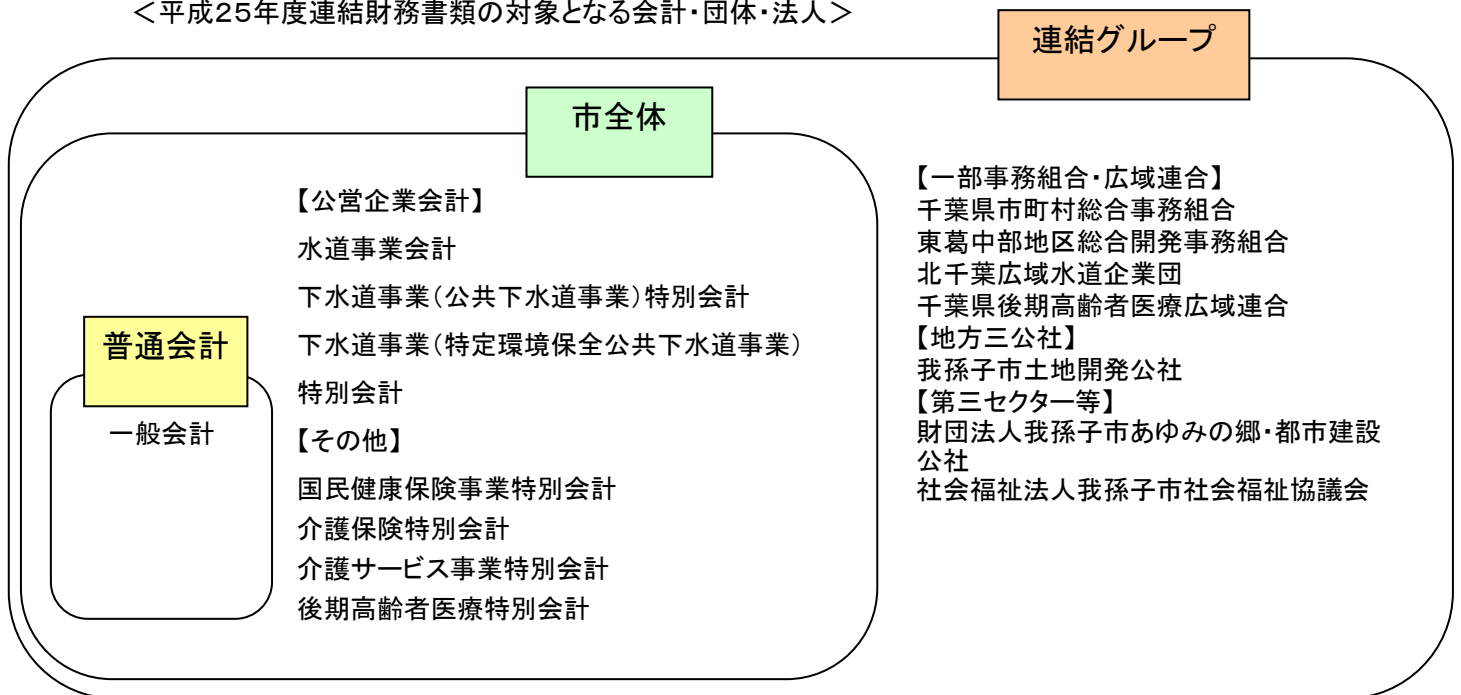 ＜平成２５年度連結財務書類の対象となる会計・団体・法人＞
連結グループ
市全体
普通会計
一般会計
【公営企業会計】
水道事業会計
下水道事業（公共下水道事業）特別会計
下水道事業（特定環境保全公共下水道事業）
特別会計
【その他】
国民健康保険事業特別会計
介護保険特別会計
介護サービス事業特別会計
後期高齢者医療特別会計
【一部事務組合・広域連合】
千葉県市町村総合事務組合
東葛中部地区総合開発事務組合
北千葉広域水道企業団
千葉県後期高齢者医療広域連合
【地方三公社】
我孫子市土地開発公社
【第三セクター等】
財団法人我孫子市あゆみの郷・都市建設
公社
社会福祉法人我孫子市社会福祉協議会